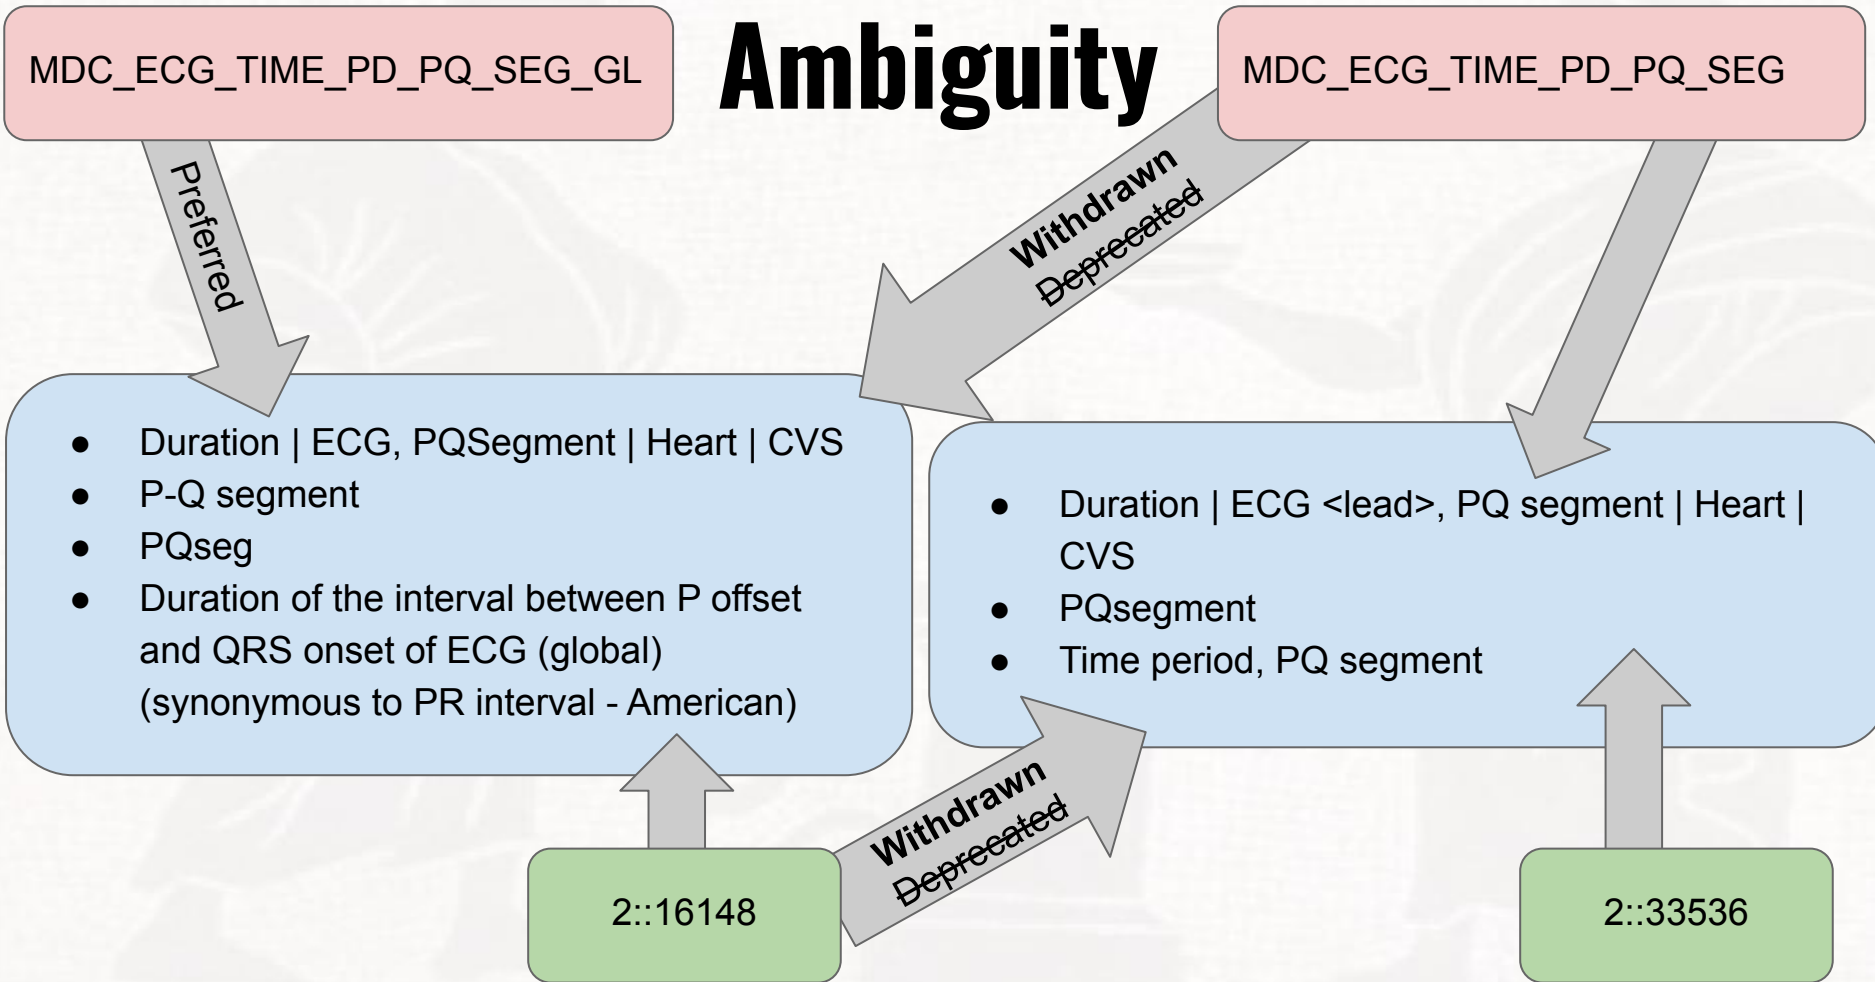 Ambiguity
MDC_ECG_TIME_PD_PQ_SEG_GL
MDC_ECG_TIME_PD_PQ_SEG
Preferred
Withdrawn
Deprecated
● Duration | ECG, PQSegment | Heart | CVS
● P-Q segment
● PQseg
● Duration of the interval between P offset
and QRS onset of ECG (global)
(synonymous to PR interval - American)
● Duration | ECG <lead>, PQ segment | Heart |
CVS
● PQsegment
● Time period, PQ segment
Withdrawn
Deprecated
2::16148
2::33536